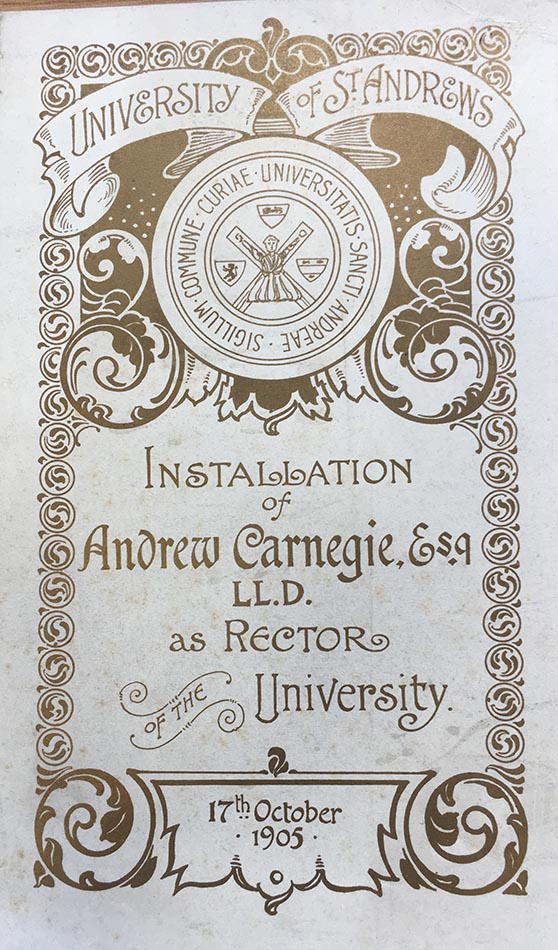 UNIVERSITY OF ST. ANDREWS
SIGILLUM · COMMUNE · CURIAE · UNIVERSITATIS · SANCTI · ANDREAE ·
INSTALLATION
of
Andrew Carnegie, Esq.
LL.D.
as RECTOR
OF THE University.
17th October
· 1905 ·